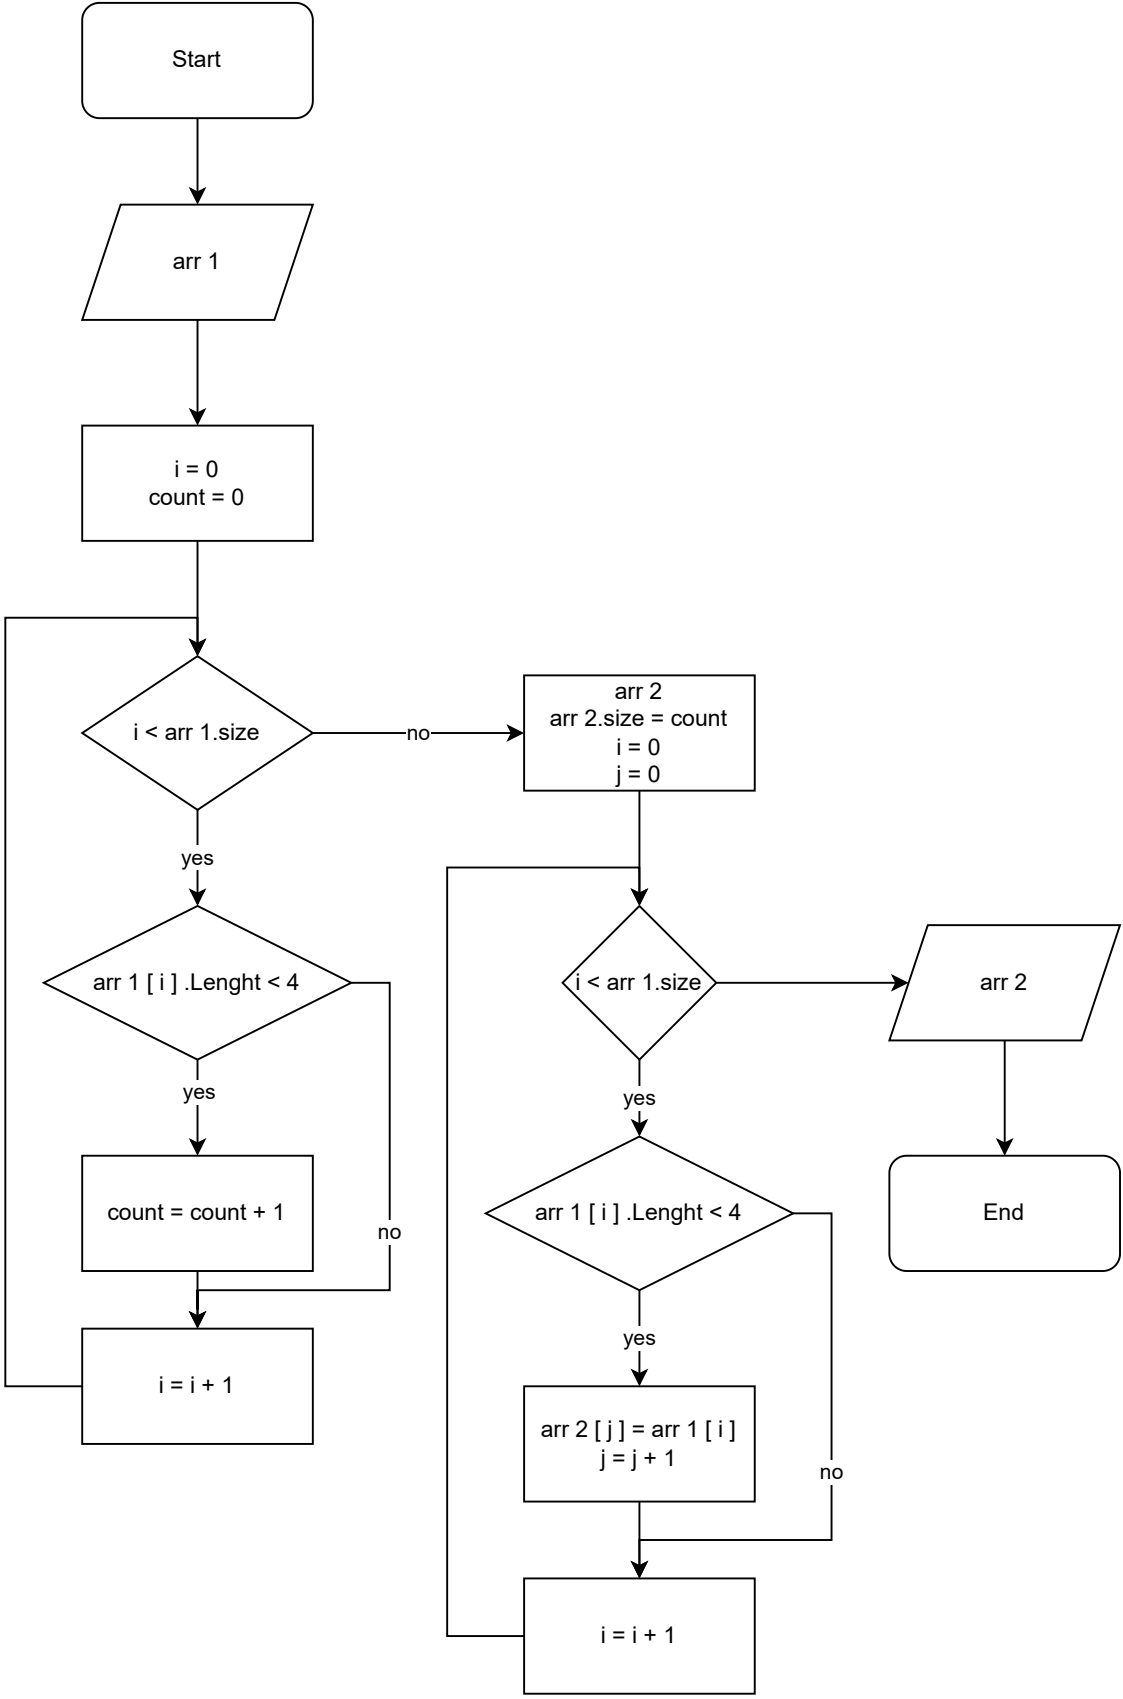 Start
arr 1
i = 0
count = 0
i < arr 1.size
no
yes
arr 1 [ i ] .Lenght < 4
yes
count = count + 1
no
i = i + 1
arr 2
arr 2.size = count
i = 0
j = 0
i < arr 1.size
yes
arr 1 [ i ] .Lenght < 4
yes
arr 2 [ j ] = arr 1 [ i ]
j = j + 1
no
i = i + 1
arr 2
End